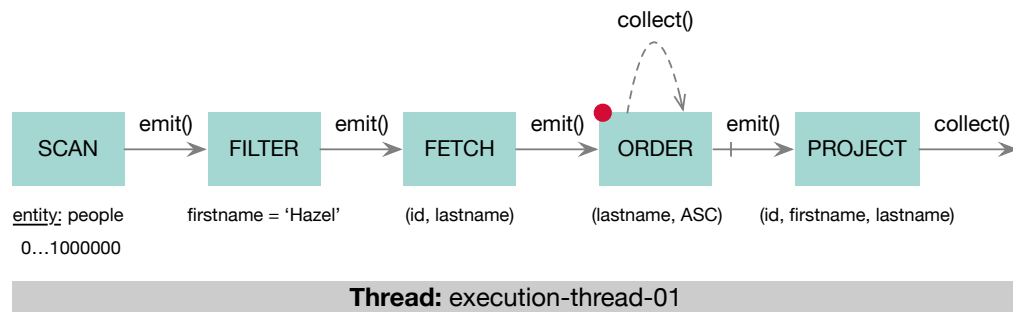 collect()
emit()
emit()
emit()
emit()
collect()
SCAN
FILTER
FETCH
ORDER
PROJECT
entity: people
firstname = ‘Hazel’
(id, lastname)
(lastname, ASC)
(id, firstname, lastname)
0…1000000
Thread: execution-thread-01